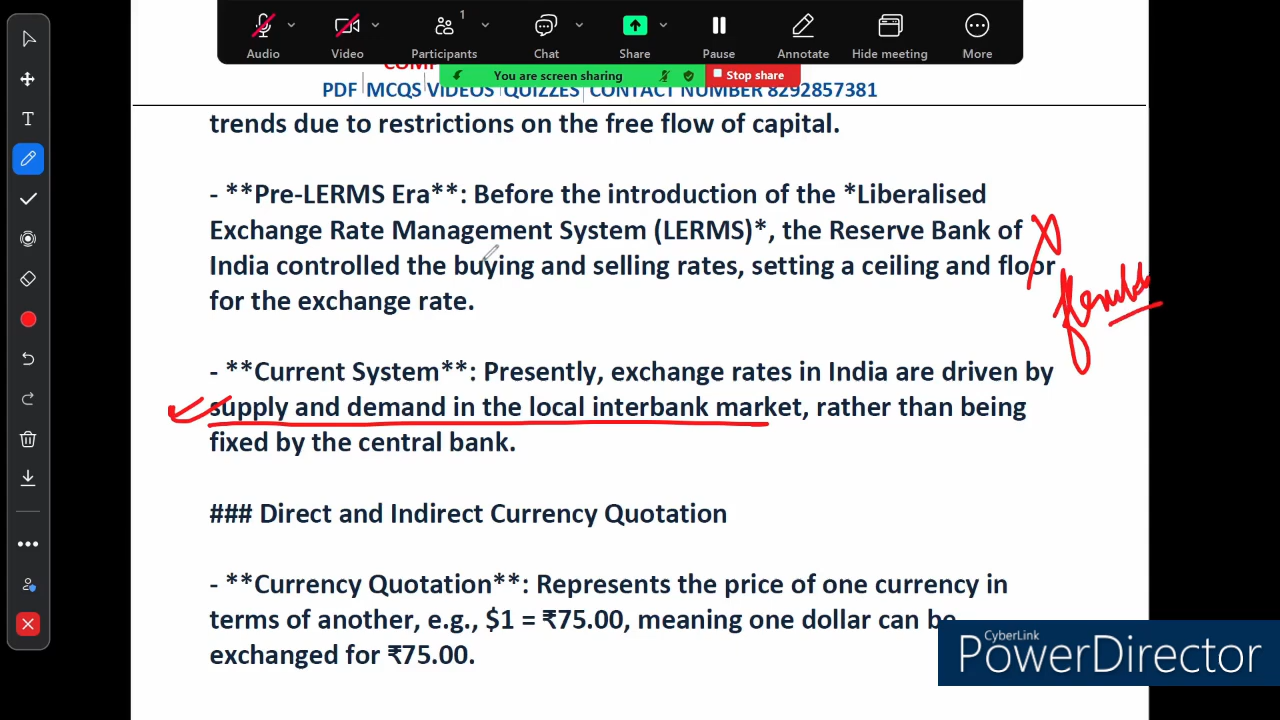 1
Audio Video Participants Chat Share Pause Annotate Hide meeting More
You are screen sharing Stop share
PDF MCQS VIDEOS QUIZZES CONTACT NUMBER 8292857381
trends due to restrictions on the free flow of capital.
- **Pre-LERMS Era**: Before the introduction of the *Liberalised
Exchange Rate Management System (LERMS)*, the Reserve Bank of
India controlled the buying and selling rates, setting a ceiling and floor
for the exchange rate.
- **Current System**: Presently, exchange rates in India are driven by
supply and demand in the local interbank market, rather than being
fixed by the central bank.
### Direct and Indirect Currency Quotation
- **Currency Quotation**: Represents the price of one currency in
terms of another, e.g., $1 = ₹75.00, meaning one dollar can be
exchanged for ₹75.00.
CyberLink
PowerDirector